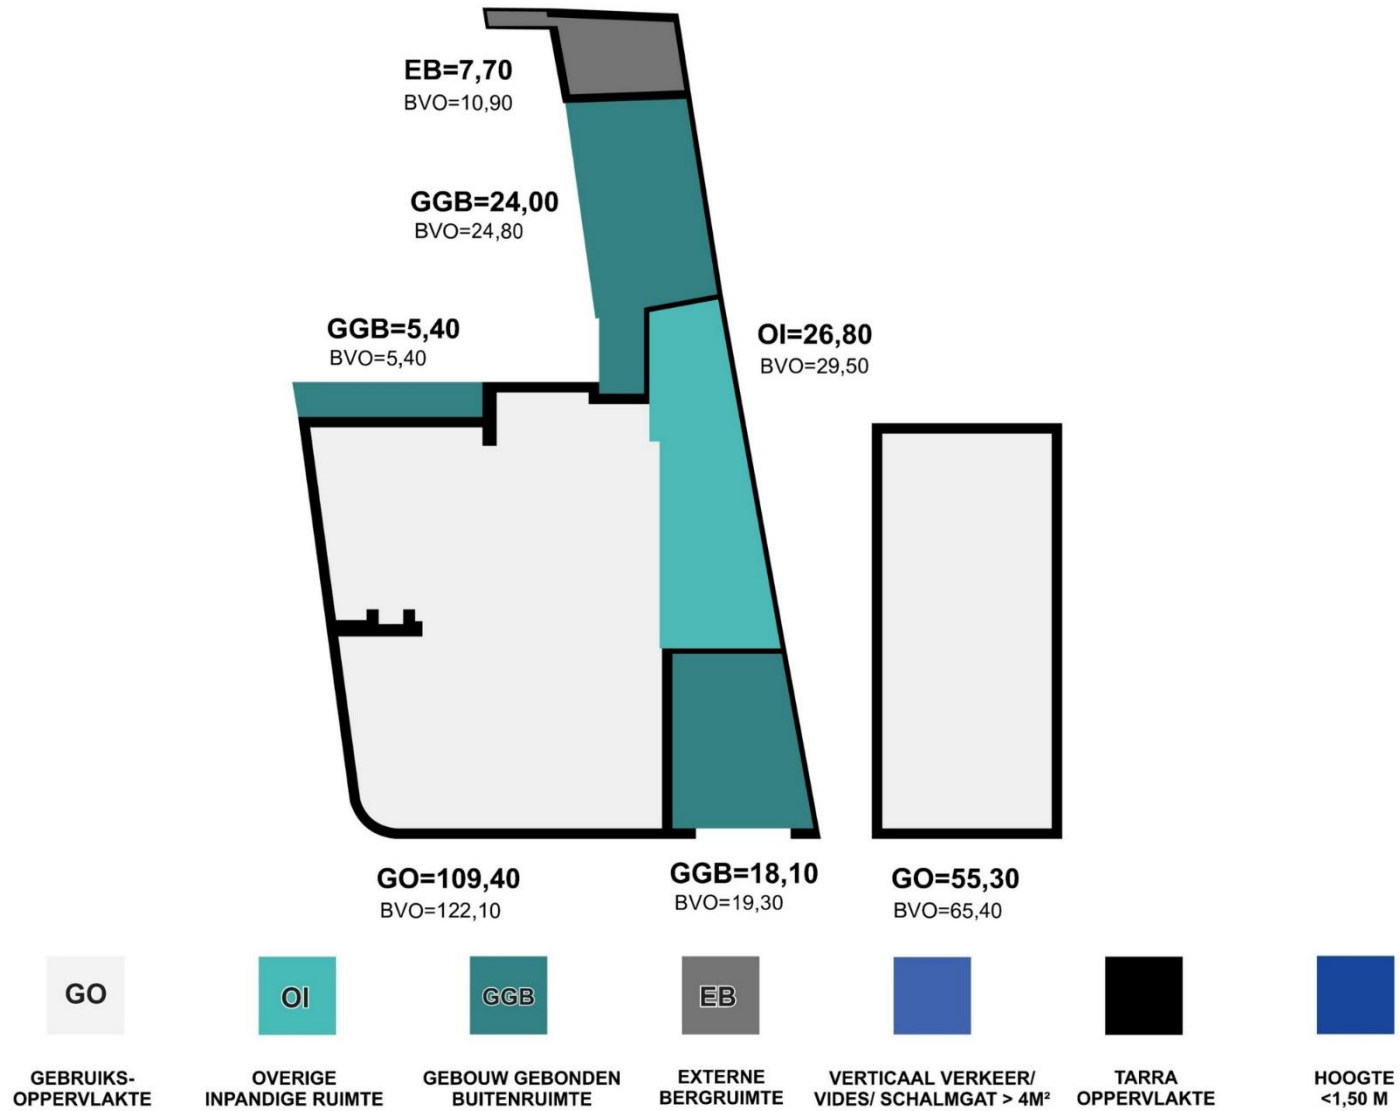 EB=7,70
BVO=10,90
GGB=24,00
BVO=24,80
GGB=5,40
BVO=5,40
OI=26,80
BVO=29,50
GO=109,40
BVO=122,10
GGB=18,10
BVO=19,30
GO=55,30
BVO=65,40
GO
OI
GGB
EB
GEBRUIKS-
OPPERVLAKTE
OVERIGE
INPANDIGE RUIMTE
GEBOUW GEBONDEN
BUITENRUIMTE
EXTERNE
BERGRUIMTE
VERTICAAL VERKEER/
VIDES/ SCHALMGAT > 4M²
TARRA
OPPERVLAKTE
HOOGTE
<1,50 M